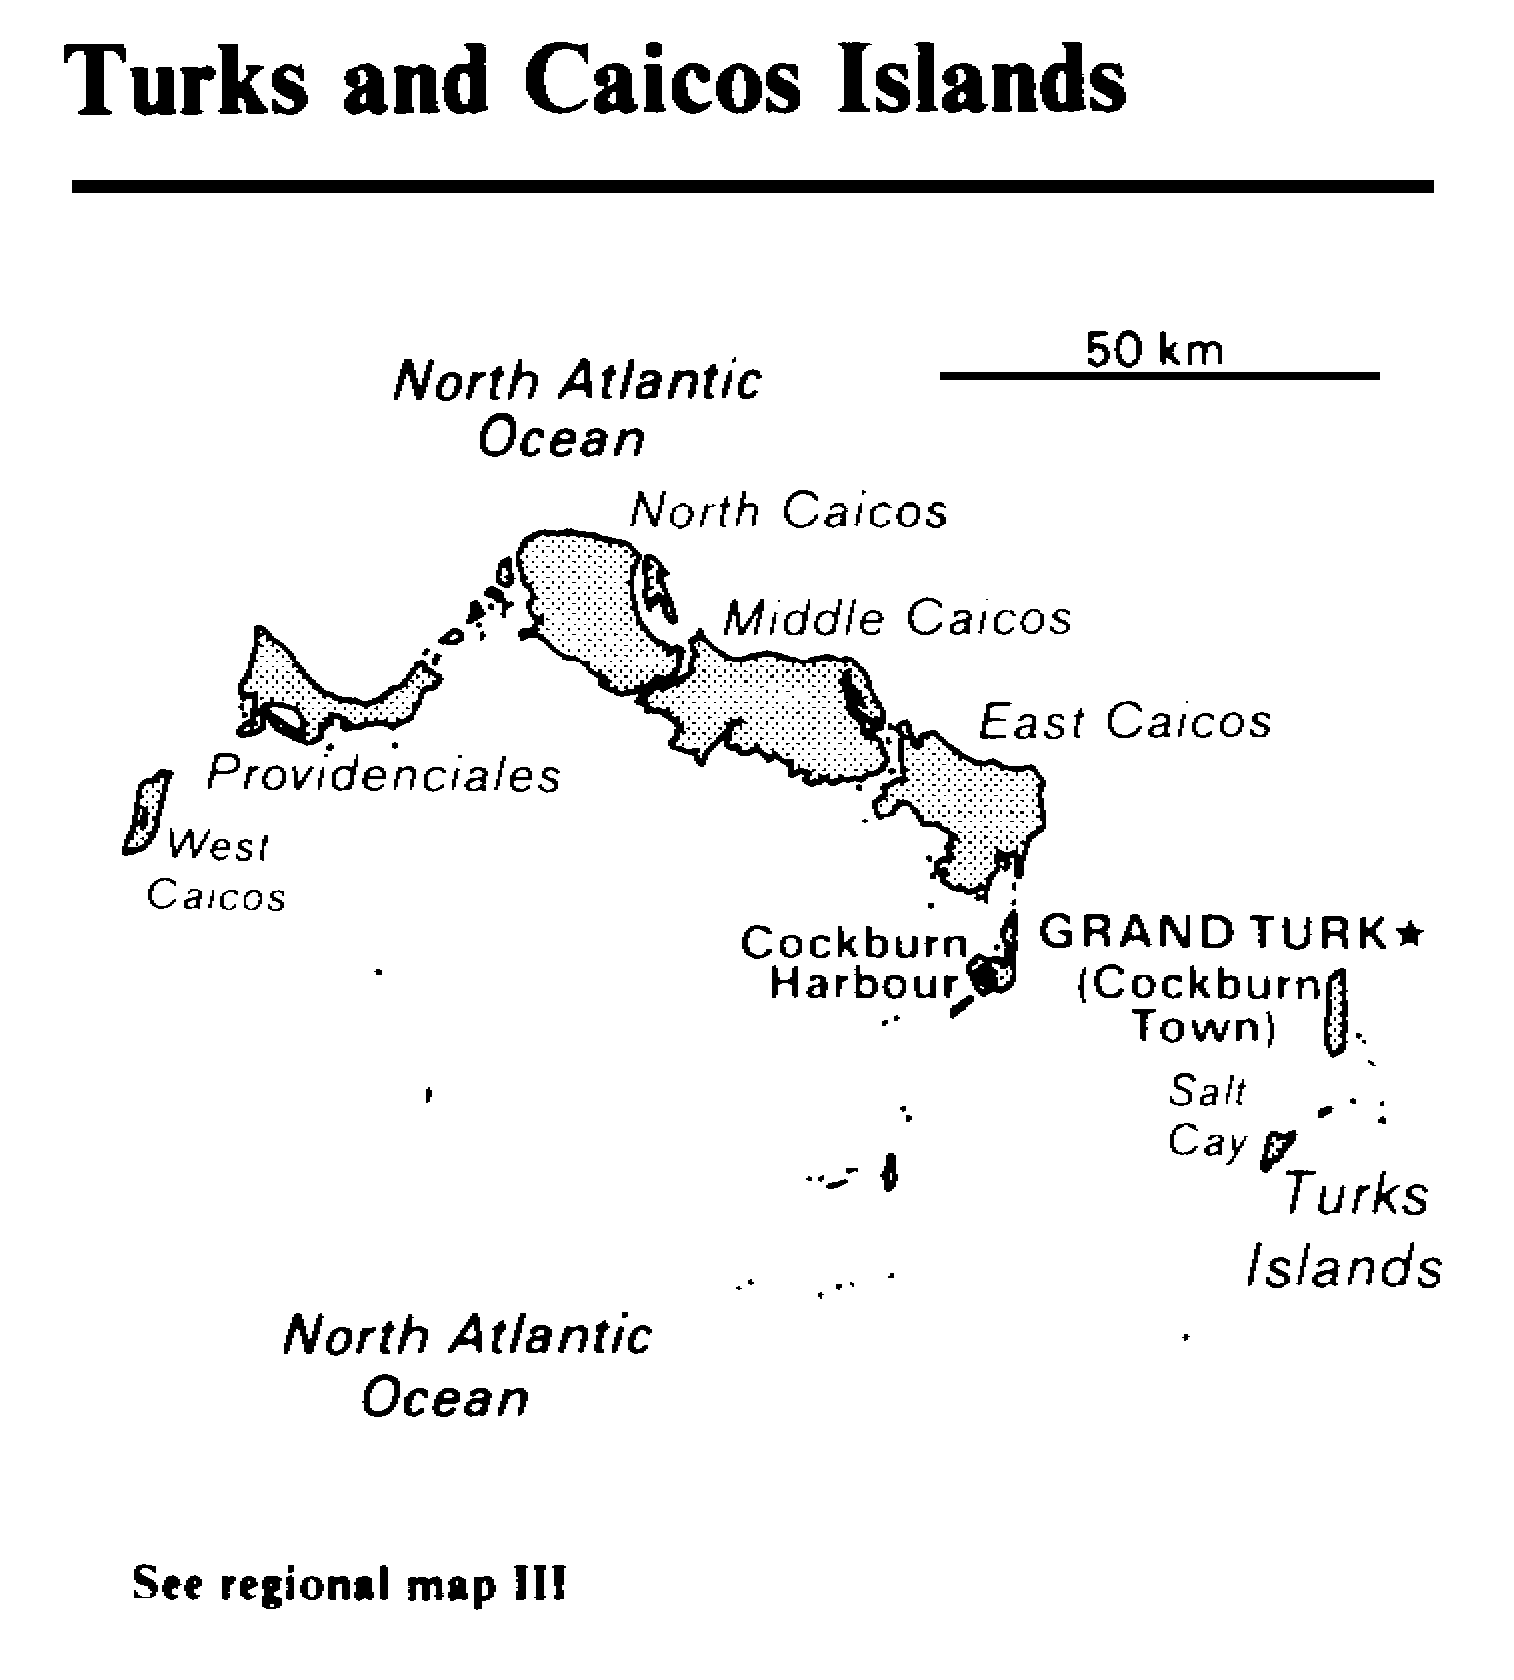 Turks and Caicos Islands
50 km
North Atlantic
Ocean
North Caicos
Middle Caicos
East Caicos
Providenciales
West
Caicos
Cockburn
Harbour
GRAND TURK★
(Cockburn
Town)
Salt
Cay
Turks
Islands
North Atlantic
Ocean
See regional map III